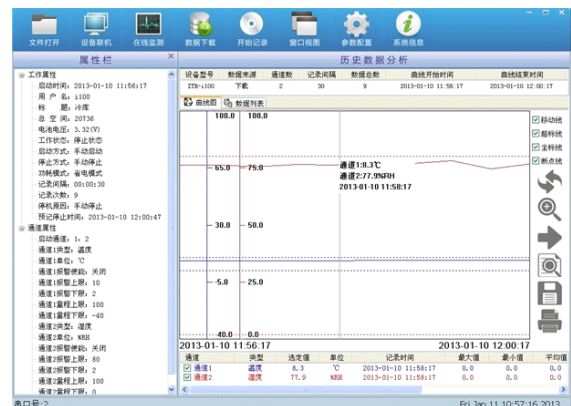 文件打开 设备联机 在线监测 数据下载 开始记录 窗口视图 参数配置 系统信息
属性栏
历史数据分析
工作属性
启动时间: 2013-01-10 11:56:17
用 户 名: i100
标 题: 冷库
总 空 间: 20736
电池电压: 3.32(V)
工作状态: 停止状态
启动方式: 手动启动
停止方式: 手动停止
功耗模式: 省电模式
记录间隔: 00:00:30
记录次数: 9
停机原因: 手动停止
预记停止时间: 2013-01-10 12:00:47
通道属性
启动通道: 1, 2
通道1类型: 温度
通道1单位: ℃
通道1报警使能: 关闭
通道1报警上限: 10
通道1报警下限: 2
通道1量程上限: 100
通道1量程下限: -40
通道2类型: 湿度
通道2单位: %RH
通道2报警使能: 关闭
通道2报警上限: 80
通道2报警下限: 2
通道2量程上限: 100
通道2量程下限: 0
设备型号 数据来源 通道数 记录间隔 数据总数 曲线开始时间 曲线结束时间
ZTR-i100 下载 2 30 9 2013-01-10 11:56:17 2013-01-10 12:00:17
曲线图 数据列表
100.0 100.0
65.0 75.0
30.0 50.0
-5.0 25.0
-40.0 0.0
通道1:8.3℃
通道2:77.9%RH
2013-01-10 11:58:17
移动线
超标线
坐标线
断点线
2013-01-10 11:56:17 2013-01-10 12:00:17
通道 类型 选定值 单位 记录时间 最大值 最小值 平均值
通道1 温度 8.3 ℃ 2013-01-10 11:58:17 0.0 0.0 0.0
通道2 湿度 77.9 %RH 2013-01-10 11:58:17 0.0 0.0 0.0
串口号:2
Fri Jan 11 10:57:16 2013